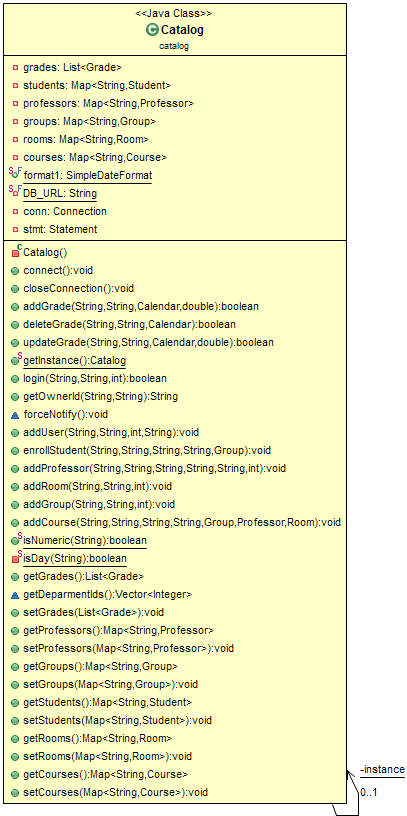 <<Java Class>>
Catalog
catalog
grades: List<Grade>
students: Map<String,Student>
professors: Map<String,Professor>
groups: Map<String,Group>
rooms: Map<String,Room>
courses: Map<String,Course>
S F format1: SimpleDateFormat
S F DB_URL: String
conn: Connection
stmt: Statement
C Catalog()
connect():void
closeConnection():void
addGrade(String,String,Calendar,double):boolean
deleteGrade(String,String,Calendar):boolean
updateGrade(String,String,Calendar,double):boolean
S getInstance():Catalog
login(String,String,int):boolean
getOwnerId(String,String):String
forceNotify():void
addUser(String,String,int,String):void
enrollStudent(String,String,String,String,Group):void
addProfessor(String,String,String,String,String,int):void
addRoom(String,String,int):void
addGroup(String,String,int):void
addCourse(String,String,String,String,Group,Professor,Room):void
S isNumeric(String):boolean
S isDay(String):boolean
getGrades():List<Grade>
getDeparmentIds():Vector<Integer>
setGrades(List<Grade>):void
getProfessors():Map<String,Professor>
setProfessors(Map<String,Professor>):void
getGroups():Map<String,Group>
setGroups(Map<String,Group>):void
getStudents():Map<String,Student>
setStudents(Map<String,Student>):void
getRooms():Map<String,Room>
setRooms(Map<String,Room>):void
getCourses():Map<String,Course>
setCourses(Map<String,Course>):void
-instance
0..1